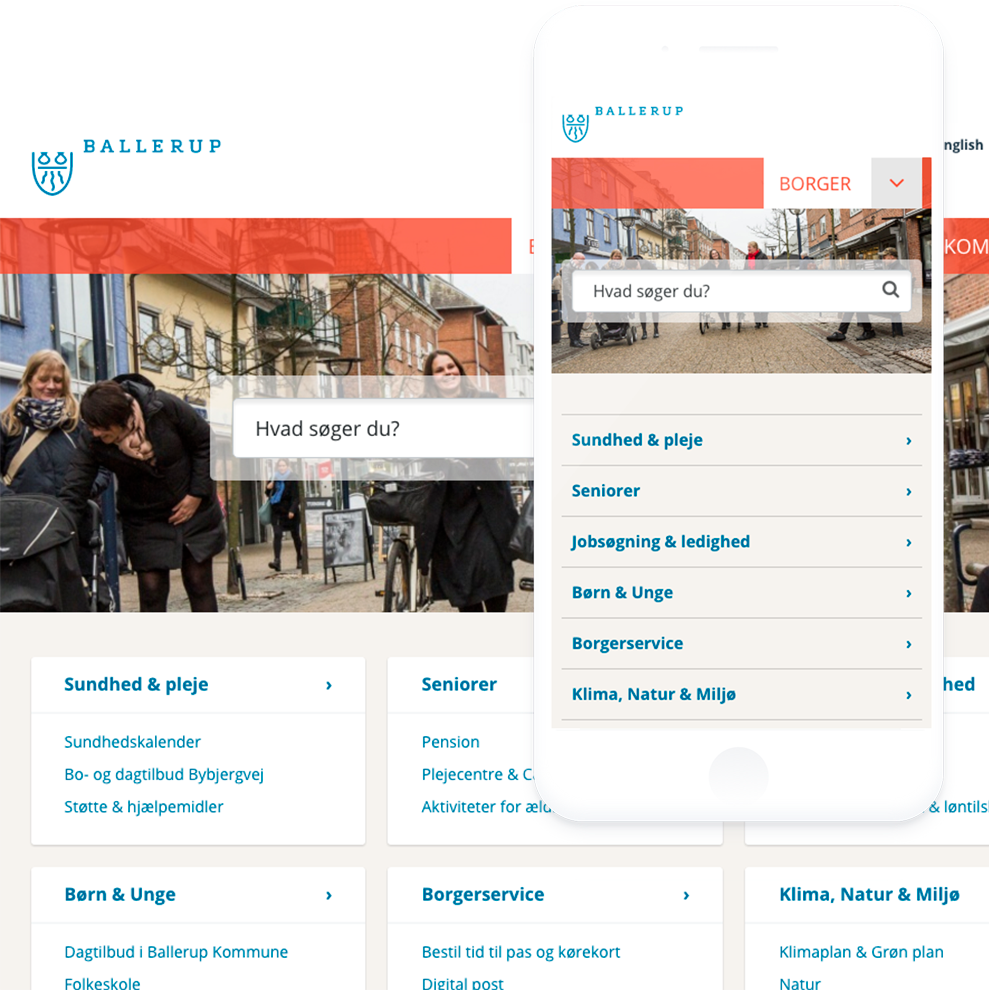 BALLERUP
nglish
KOM
Hvad søger du?
Sundhed & pleje ›
Sundhedskalender
Bo- og dagtilbud Bybjergvej
Støtte & hjælpemidler
Seniorer
Pension
Plejecentre &
Aktiviteter for
hed
& løntils
Børn & Unge ›
Dagtilbud i Ballerup Kommune
Folkeskole
Borgerservice ›
Bestil tid til pas og kørekort
Digital post
Klima, Natur & Miljø
Klimaplan & Grøn plan
Natur
BALLERUP
BORGER
Hvad søger du?
Sundhed & pleje ›
Seniorer ›
Jobsøgning & ledighed ›
Børn & Unge ›
Borgerservice ›
Klima, Natur & Miljø ›